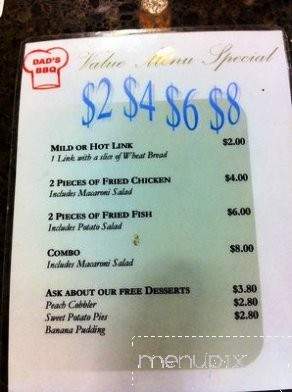 DAD'S
BBQ
Value Menu Special
$2 $4 $6 $8
MILD OR HOT LINK $2.00
1 Link with a slice of Wheat Bread
2 PIECES OF FRIED CHICKEN $4.00
Includes Macaroni Salad
2 PIECES OF FRIED FISH $6.00
Includes Potato Salad
COMBO $8.00
Includes Macaroni Salad
ASK ABOUT OUR FREE DESSERTS $3.80
Peach Cobbler $2.80
Sweet Potato Pies $2.80
Banana Pudding
menupix